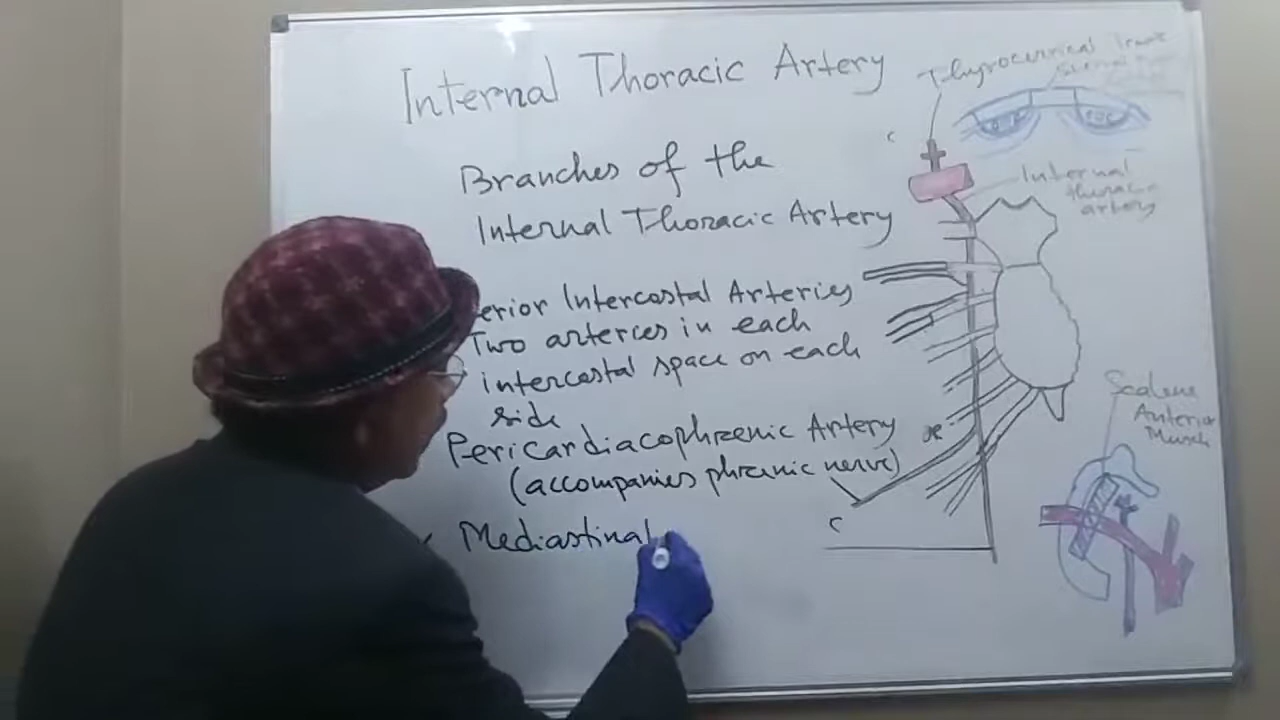 Internal Thoracic Artery
Branches of the
Internal Thoracic Artery
erior Intercostal Arteries
Two arteries in each
intercostal space on each
side
Pericardiacophrenic Artery
(accompanies phrenic nerve)
Mediastinal
Thyrocervical
Internal
thoracic
artery
Scalene
Anterior
Muscle